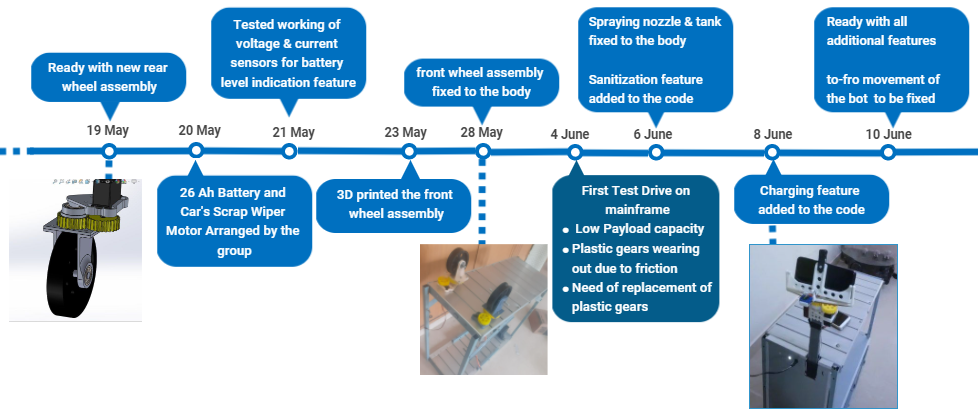 Ready with new rear
wheel assembly
19 May
20 May
26 Ah Battery and
Car's Scrap Wiper
Motor Arranged by the
group
Tested working of
voltage & current
sensors for battery
level indication feature
21 May
23 May
3D printed the front
wheel assembly
front wheel assembly
fixed to the body
28 May
4 June
First Test Drive on
mainframe
● Low Payload capacity
● Plastic gears wearing
out due to friction
● Need of replacement of
plastic gears
Spraying nozzle & tank
fixed to the body
Sanitization feature
added to the code
6 June
8 June
Charging feature
added to the code
Ready with all
additional features
to-fro movement of
the bot to be fixed
10 June